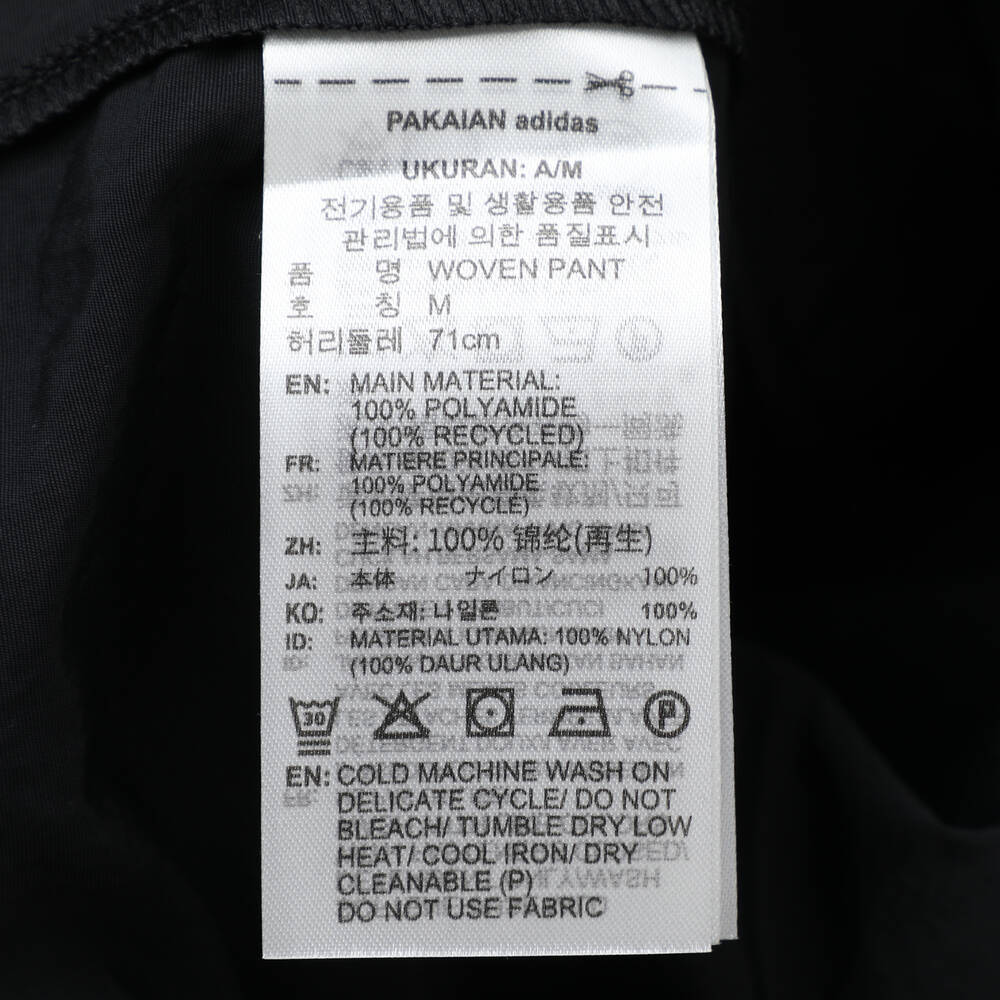 PAKAIAN adidas
UKURAN: A/M
전기용품 및 생활용품 안전
관리법에 의한 품질표시
품 명 WOVEN PANT
호 칭 M
허리둘레 71cm
EN: MAIN MATERIAL:
100% POLYAMIDE
(100% RECYCLED)
FR: MATIERE PRINCIPALE:
100% POLYAMIDE
(100% RECYCLÉ)
ZH: 主料: 100% 锦纶(再生)
JA: 本体 ナイロン 100%
KO: 주소재: 나일론 100%
ID: MATERIAL UTAMA: 100% NYLON
(100% DAUR ULANG)
30 P
EN: COLD MACHINE WASH ON
DELICATE CYCLE/ DO NOT
BLEACH/ TUMBLE DRY LOW
HEAT/ COOL IRON/ DRY
CLEANABLE (P)
DO NOT USE FABRIC